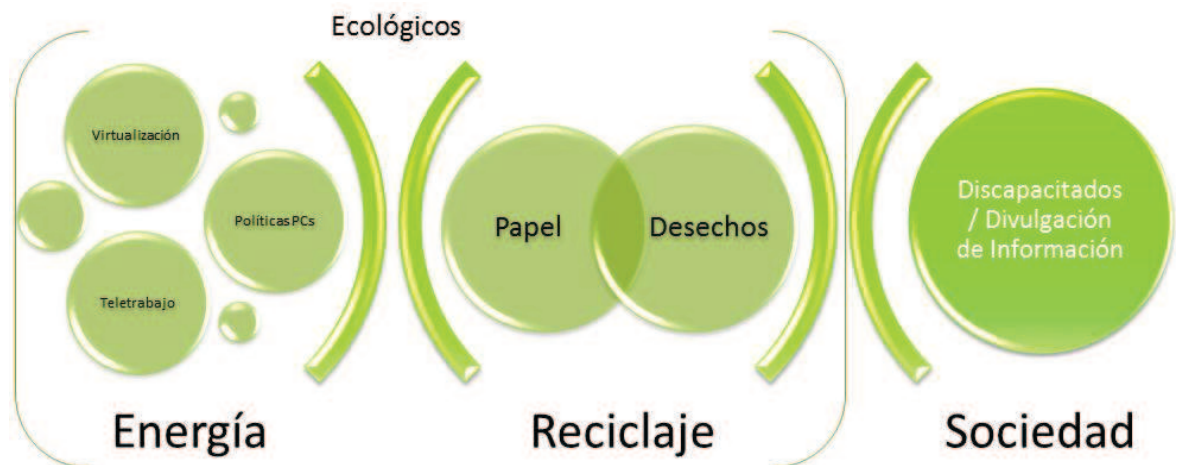 Ecológicos
Virtualización
Políticas PCs
Teletrabajo
Energía
Papel
Desechos
Reciclaje
Discapacitados
/ Divulgación
de Información
Sociedad